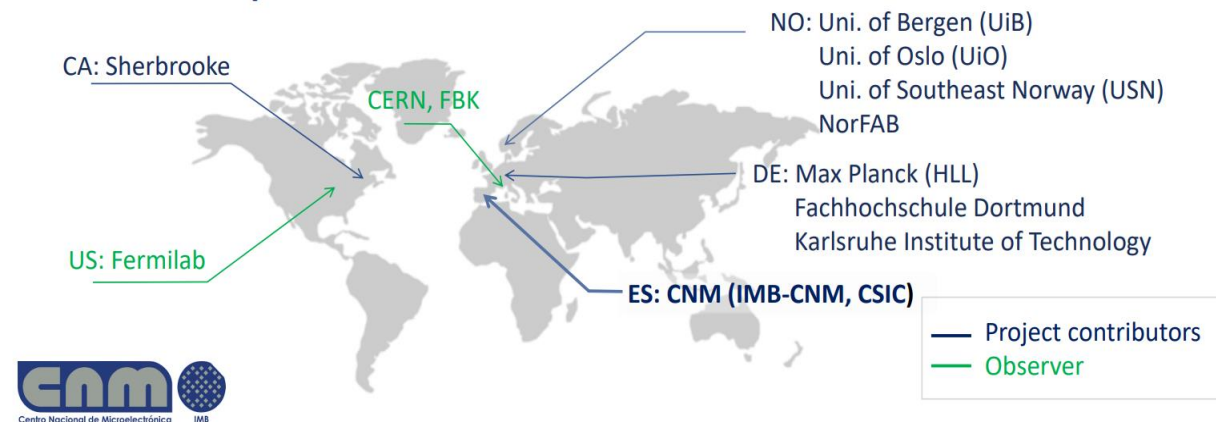 NO: Uni. of Bergen (UiB)
Uni. of Oslo (UiO)
Uni. of Southeast Norway (USN)
NorFAB
CA: Sherbrooke
CERN, FBK
DE: Max Planck (HLL)
Fachhochschule Dortmund
Karlsruhe Institute of Technology
US: Fermilab
ES: CNM (IMB-CNM, CSIC)
Project contributors
Observer
cnm
Centro Nacional de Microelectrónica IMB